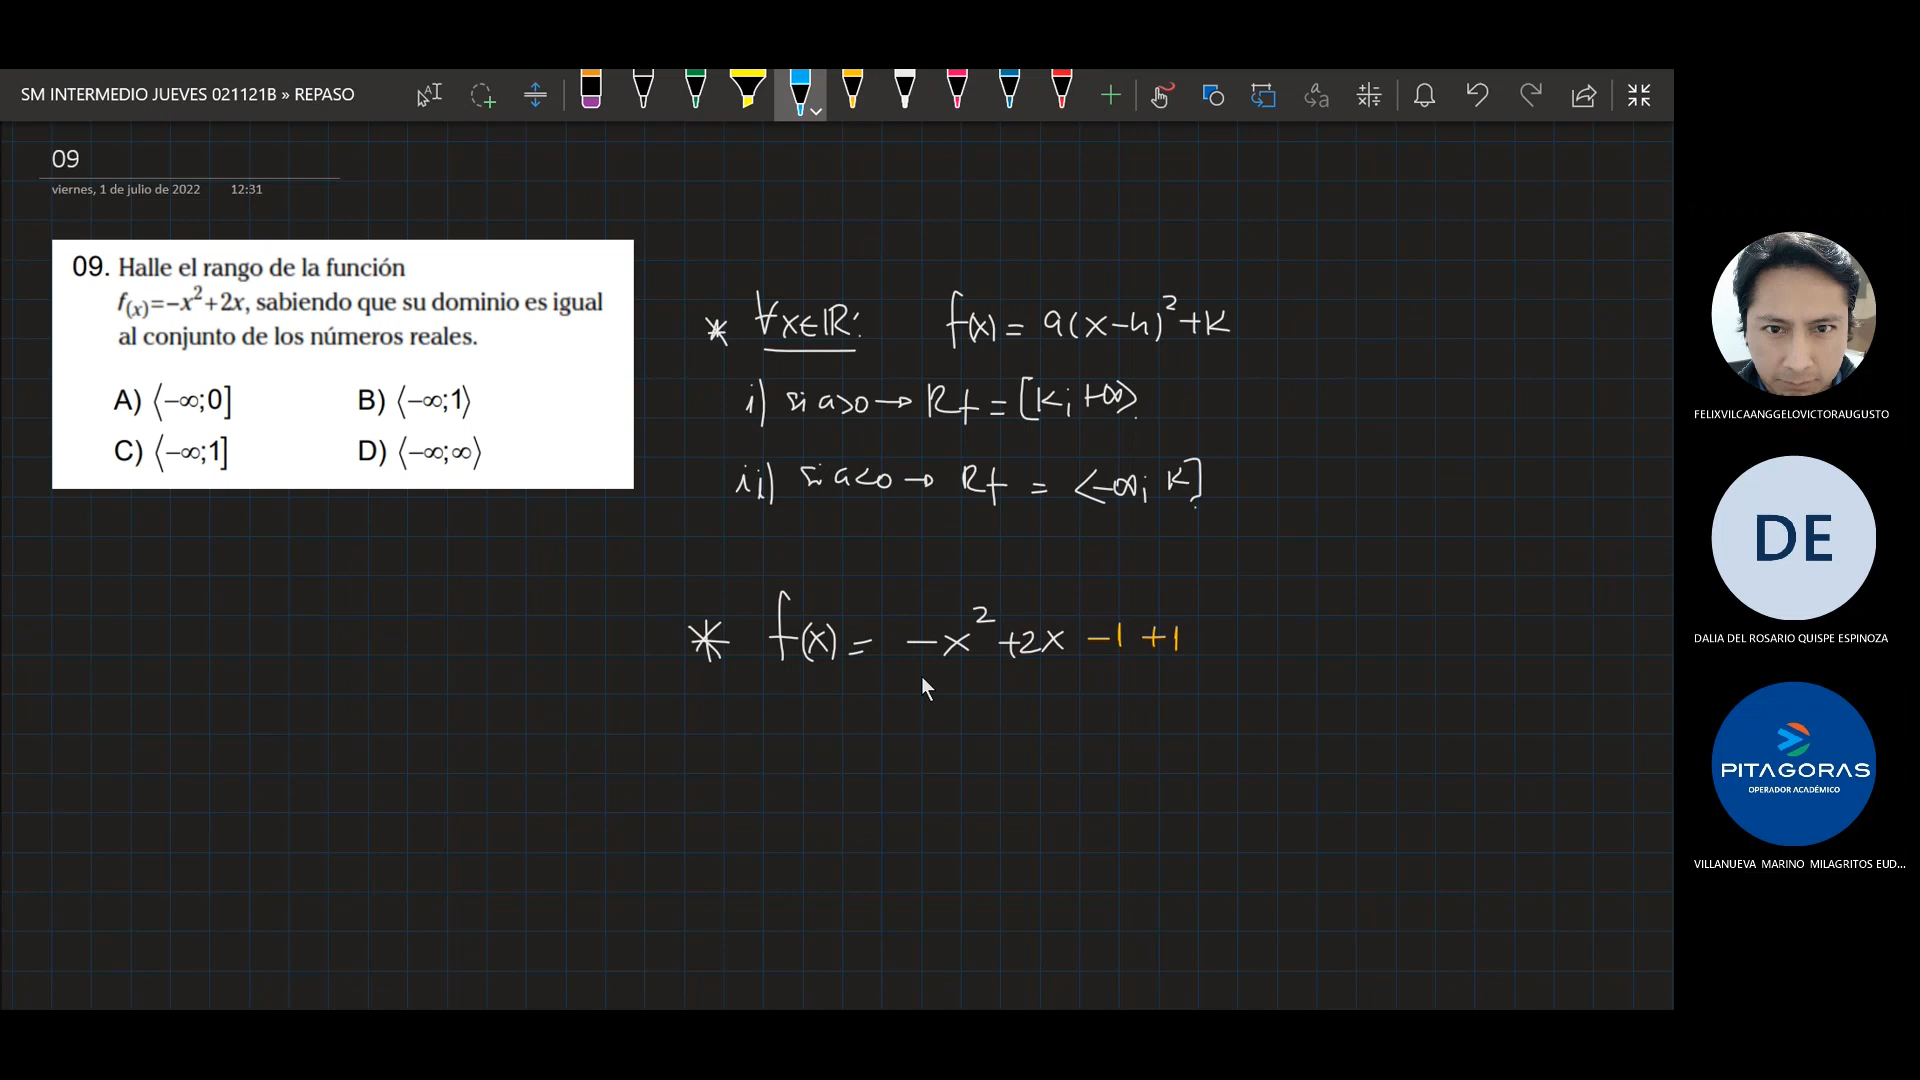 SM INTERMEDIO JUEVES 021121B » REPASO
09
viernes, 1 de julio de 2022 12:31
09. Halle el rango de la función
f(x)=−x²+2x, sabiendo que su dominio es igual
al conjunto de los números reales.
A) ⟨−∞;0] B) ⟨−∞;1⟩
C) ⟨−∞;1] D) ⟨−∞;∞⟩
* ∀x∈ℝ: f(x) = a(x−h)²+k
i) si a>0 → Rf = [k; +∞>
ii) si a<0 → Rf = <−∞; k]
* f(x) = −x²+2x −1 +1
FELIXVILCAANGGELOVICTORAUGUSTO
DE
DALIA DEL ROSARIO QUISPE ESPINOZA
PITAGORAS
OPERADOR ACADÉMICO
VILLANUEVA MARINO MILAGRITOS EUD...